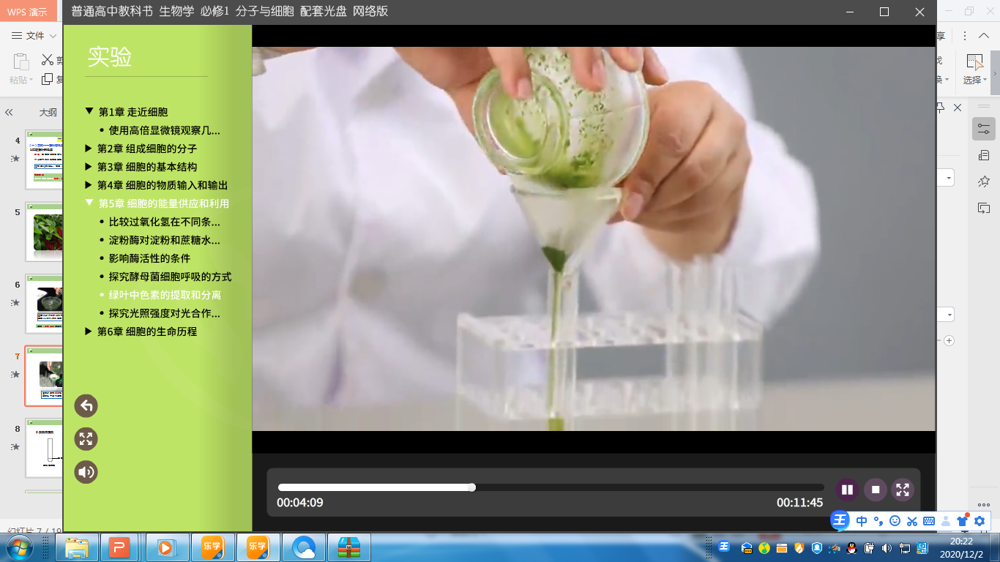 WPS 演示
普通高中教科书 生物学 必修1 分子与细胞 配套光盘 网络版
文件
粘贴
选择
大纲
实验
第1章 走近细胞
使用高倍显微镜观察几...
第2章 组成细胞的分子
第3章 细胞的基本结构
第4章 细胞的物质输入和输出
第5章 细胞的能量供应和利用
比较过氧化氢在不同条...
淀粉酶对淀粉和蔗糖水...
影响酶活性的条件
探究酵母菌细胞呼吸的方式
绿叶中色素的提取和分离
探究光照强度对光合作...
第6章 细胞的生命历程
4
5
6
7
8
00:04:09
00:11:45
幻灯片 7 / 19
中
乐学
乐学
20:22
2020/12/2